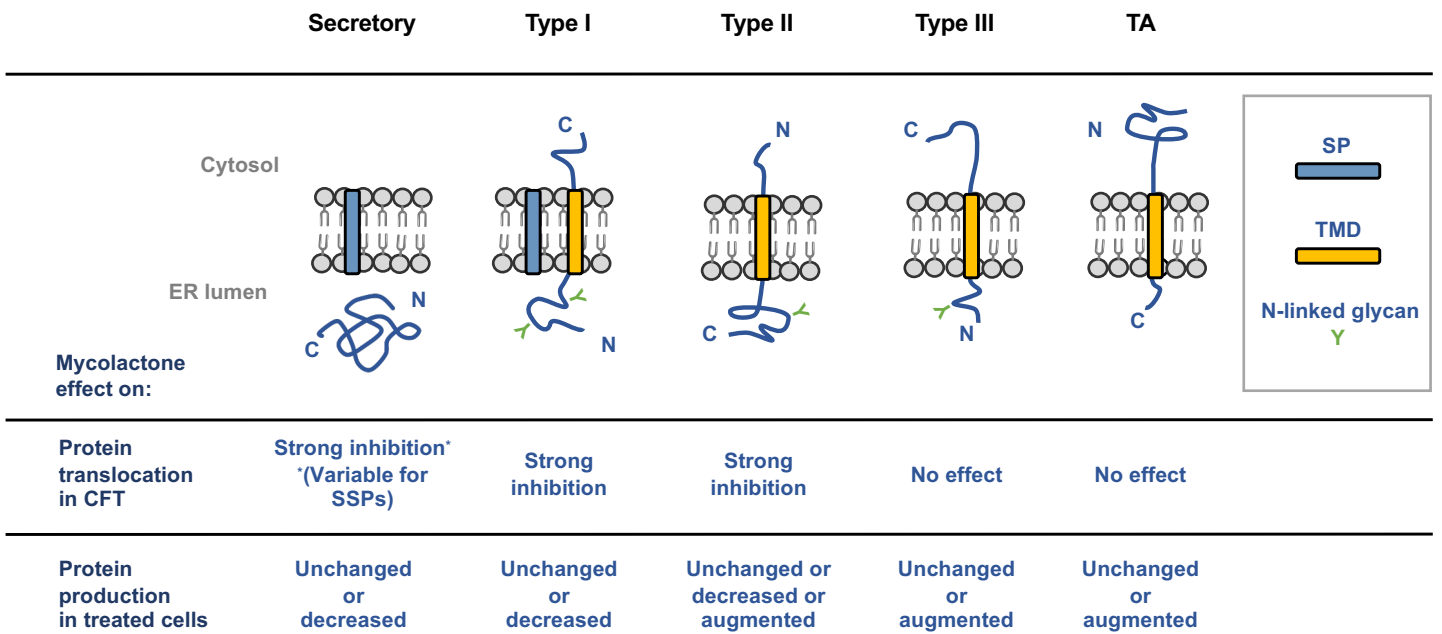 Secretory Type I Type II Type III TA
Cytosol
ER lumen
N
C
C
N
N
C
C
N
N
C
SP
TMD
N-linked glycan
Y
Mycolactone
effect on:
Protein
translocation
in CFT
Strong inhibition*
*(Variable for
SSPs)
Strong
inhibition
Strong
inhibition
No effect
No effect
Protein
production
in treated cells
Unchanged
or
decreased
Unchanged
or
decreased
Unchanged or
decreased or
augmented
Unchanged
or
augmented
Unchanged
or
augmented